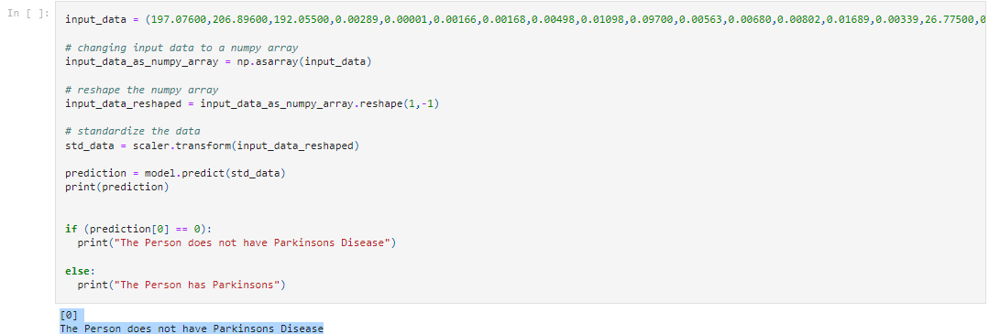 In [ ]:
input_data = (197.07600,206.89600,192.05500,0.00289,0.00001,0.00166,0.00168,0.00498,0.01098,0.09700,0.00563,0.00680,0.00802,0.01689,0.00339,26.77500,0
# changing input data to a numpy array
input_data_as_numpy_array = np.asarray(input_data)
# reshape the numpy array
input_data_reshaped = input_data_as_numpy_array.reshape(1,-1)
# standardize the data
std_data = scaler.transform(input_data_reshaped)
prediction = model.predict(std_data)
print(prediction)
if (prediction[0] == 0):
print("The Person does not have Parkinsons Disease")
else:
print("The Person has Parkinsons")
[0]
The Person does not have Parkinsons Disease